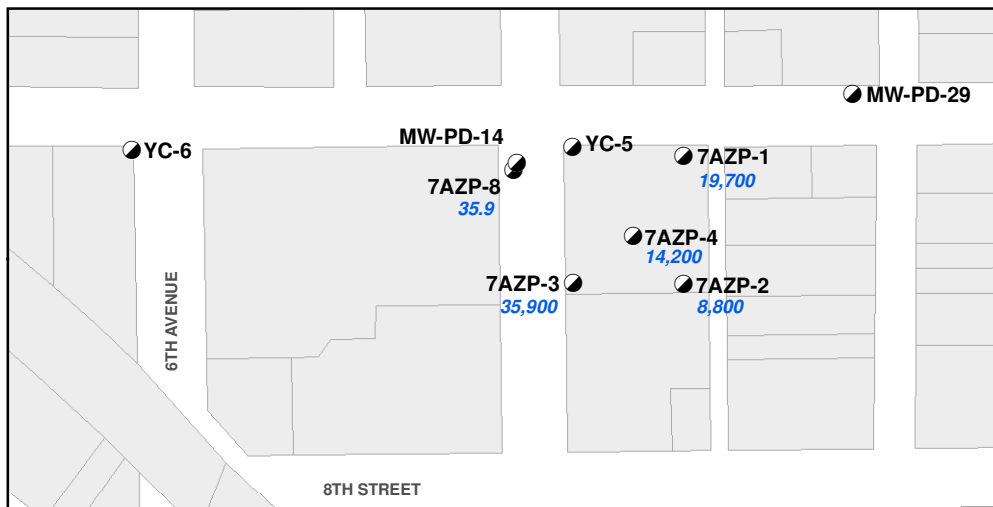 MW-PD-29
MW-PD-14
YC-5
YC-6
7AZP-1
19,700
7AZP-8
35.9
7AZP-4
14,200
7AZP-3
35,900
7AZP-2
8,800
6TH AVENUE
8TH STREET